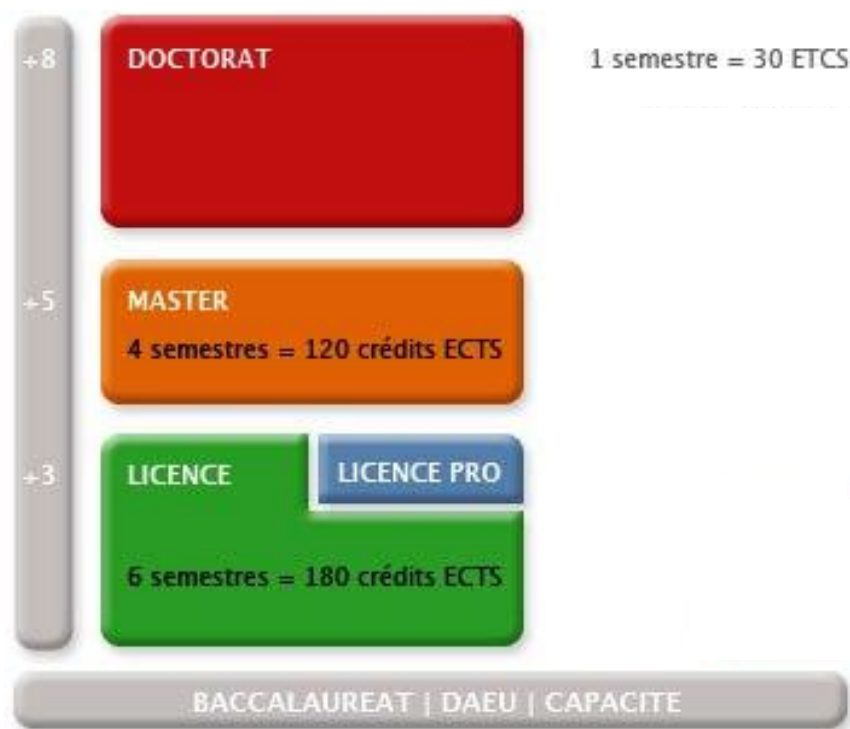 +8
DOCTORAT
1 semestre = 30 ETCS
+5
MASTER
4 semestres = 120 crédits ECTS
+3
LICENCE
LICENCE PRO
6 semestres = 180 crédits ECTS
BACCALAUREAT | DAEU | CAPACITE